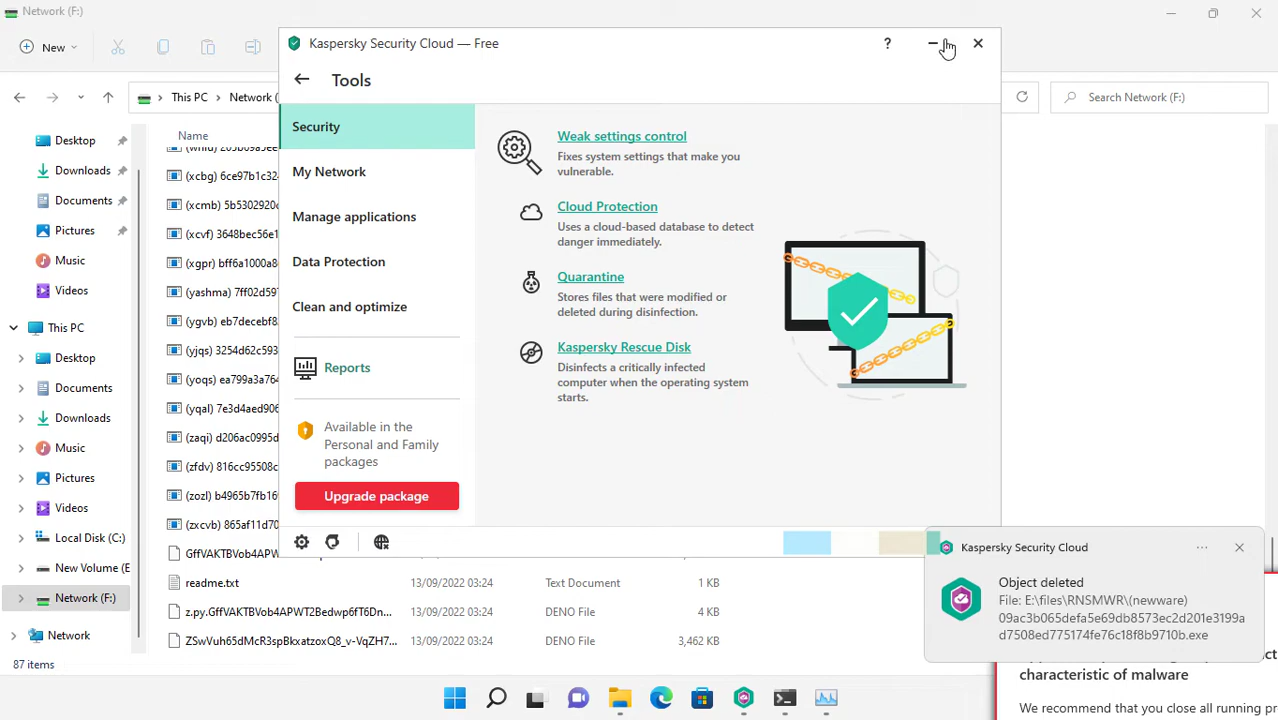 Network (F:)
New
This PC
Network (
Search Network (F:)
Desktop
Downloads
Documents
Pictures
Music
Videos
This PC
Desktop
Documents
Downloads
Music
Pictures
Videos
Local Disk (C:)
New Volume (E
Network (F:)
Network
87 items
Name
(xcbg) 6ce97b1c32
(xcmb) 5b5302920c
(xcvf) 3648bec56e1
(xgpr) bff6a1000a8
(yashma) 7ff02d597
(ygvb) eb7decebf8
(yjqs) 3254d62c593
(yoqs) ea799a3a764
(yqal) 7e3d4aed906
(zaqi) d206ac0995d
(zfdv) 816cc95508c
(zozl) b4965b7fb16
(zxcvb) 865af11d70
GffVAKTBVob4APW
readme.txt 13/09/2022 03:24 Text Document 1 KB
z.py.GffVAKTBVob4APWT2Bedwp6fT6Dn... 13/09/2022 03:24 DENO File 4 KB
ZSwVuh65dMcR3spBkxatzoxQ8_v-VqZH7... 13/09/2022 03:24 DENO File 3,462 KB
Kaspersky Security Cloud — Free
?
Tools
Security
My Network
Manage applications
Data Protection
Clean and optimize
Reports
Available in the
Personal and Family
packages
Upgrade package
Weak settings control
Fixes system settings that make you
vulnerable.
Cloud Protection
Uses a cloud-based database to detect
danger immediately.
Quarantine
Stores files that were modified or
deleted during disinfection.
Kaspersky Rescue Disk
Disinfects a critically infected
computer when the operating system
starts.
Kaspersky Security Cloud
Object deleted
File: E:\files\RNSMWR\(newware)
09ac3b065defa5e69db8573ec2d201e3199a
d7508ed775174fe76c18f8b9710b.exe
characteristic of malware
We recommend that you close all running pr